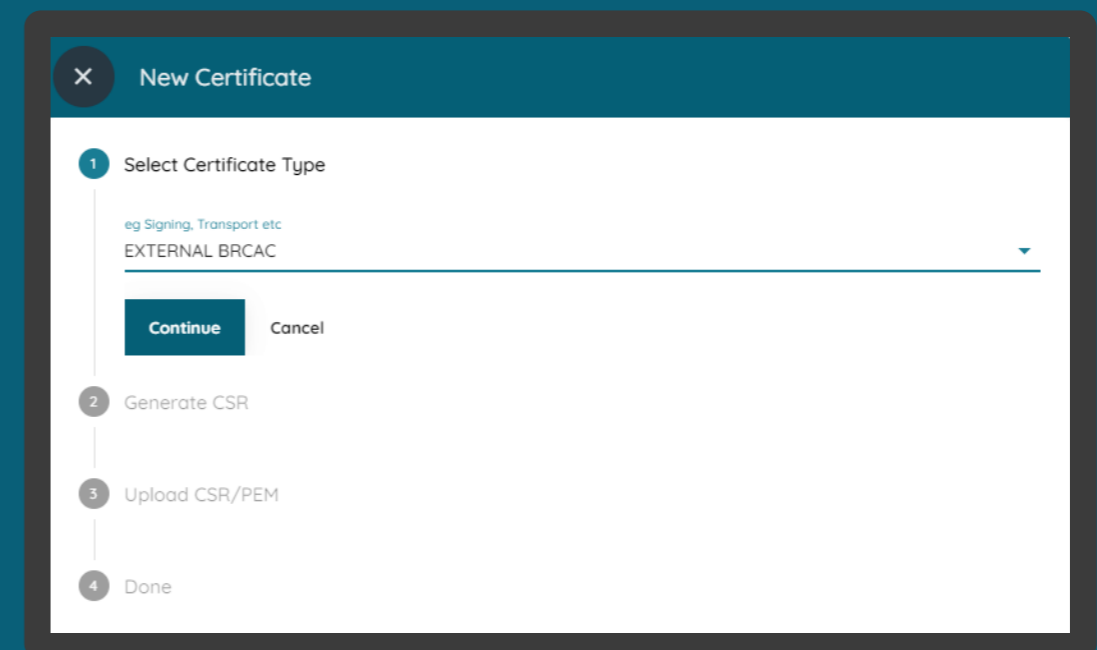 New Certificate
1 Select Certificate Type
eg Signing, Transport etc
EXTERNAL BRCAC
Continue Cancel
2 Generate CSR
3 Upload CSR/PEM
4 Done